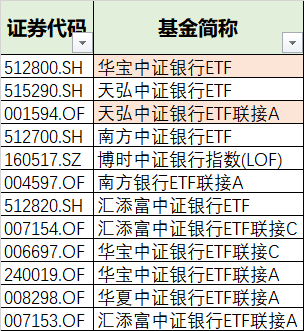 证券代码 基金简称
512800.SH 华宝中证银行ETF
515290.SH 天弘中证银行ETF
001594.OF 天弘中证银行ETF联接A
512700.SH 南方中证银行ETF
160517.SZ 博时中证银行指数(LOF)
004597.OF 南方银行ETF联接A
512820.SH 汇添富中证银行ETF
007154.OF 汇添富中证银行ETF联接C
006697.OF 华宝中证银行ETF联接C
240019.OF 华宝中证银行ETF联接A
008298.OF 华夏中证银行ETF联接A
007153.OF 汇添富中证银行ETF联接A